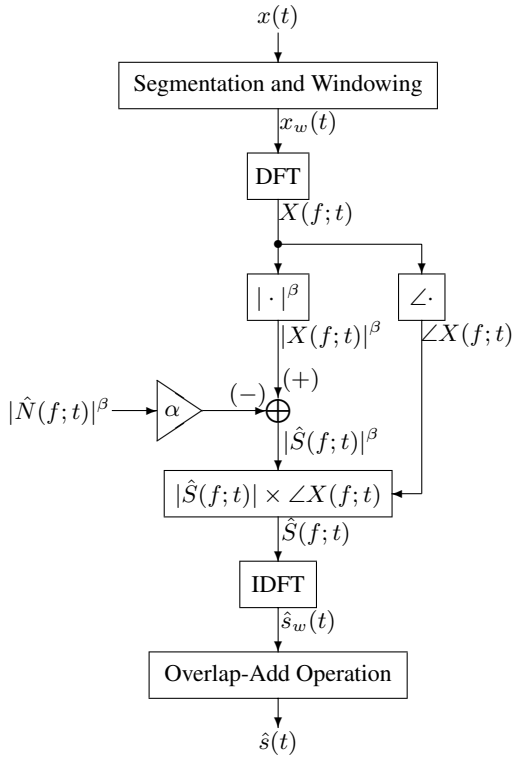 x(t)
Segmentation and Windowing
x_w(t)
DFT
X(f;t)
|·|^β
∠·
|X(f;t)|^β
∠X(f;t)
(−)
(+)
|N̂(f;t)|^β
α
|Ŝ(f;t)|^β
|Ŝ(f;t)| × ∠X(f;t)
Ŝ(f;t)
IDFT
ŝ_w(t)
Overlap-Add Operation
ŝ(t)